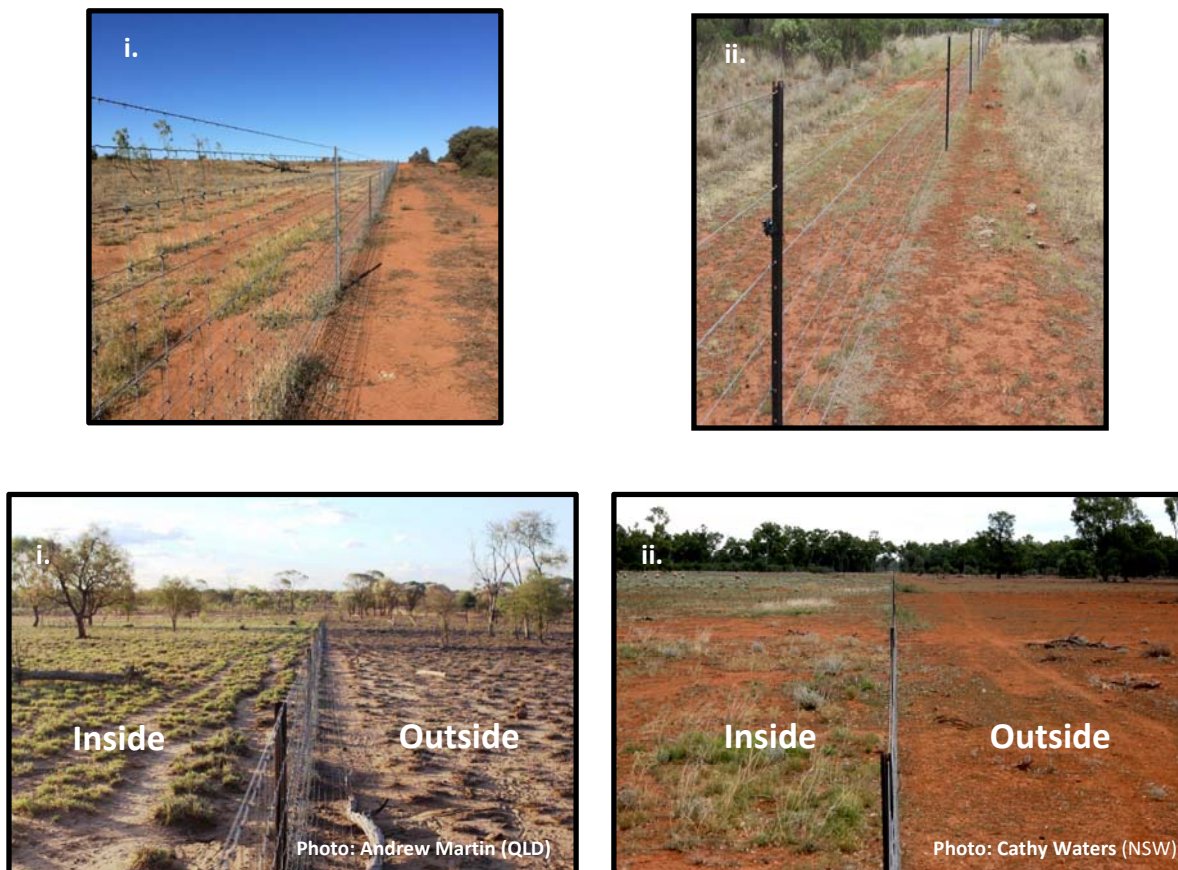 i.
ii.
i.
Inside
Outside
Photo: Andrew Martin (QLD)
ii.
Inside
Outside
Photo: Cathy Waters (NSW)